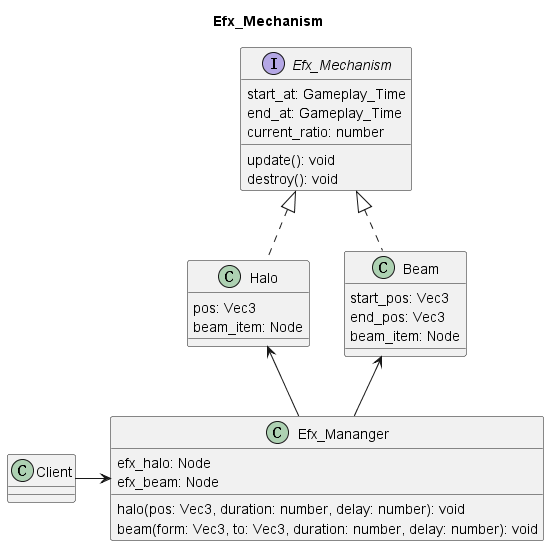 Efx_Mechanism
I Efx_Mechanism
start_at: Gameplay_Time
end_at: Gameplay_Time
current_ratio: number
update(): void
destroy(): void
C Halo
pos: Vec3
beam_item: Node
C Beam
start_pos: Vec3
end_pos: Vec3
beam_item: Node
C Client
C Efx_Mananger
efx_halo: Node
efx_beam: Node
halo(pos: Vec3, duration: number, delay: number): void
beam(form: Vec3, to: Vec3, duration: number, delay: number): void